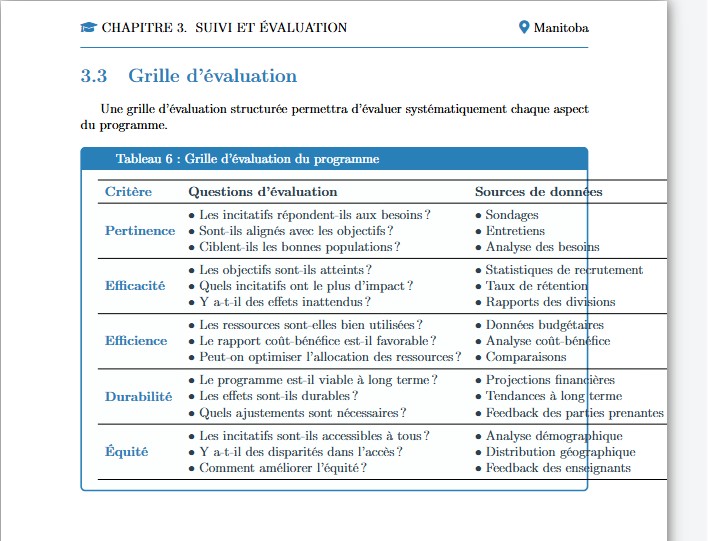 CHAPITRE 3. SUIVI ET ÉVALUATION Manitoba
3.3 Grille d'évaluation
Une grille d'évaluation structurée permettra d'évaluer systématiquement chaque aspect
du programme.
Tableau 6 : Grille d'évaluation du programme
Critère Questions d'évaluation Sources de données
• Les incitatifs répondent-ils aux besoins ? • Sondages
Pertinence • Sont-ils alignés avec les objectifs ? • Entretiens
• Ciblent-ils les bonnes populations ? • Analyse des besoins
• Les objectifs sont-ils atteints ? • Statistiques de recrutement
Efficacité • Quels incitatifs ont le plus d'impact ? • Taux de rétention
• Y a-t-il des effets inattendus ? • Rapports des divisions
• Les ressources sont-elles bien utilisées ? • Données budgétaires
Efficience • Le rapport coût-bénéfice est-il favorable ? • Analyse coût-bénéfice
• Peut-on optimiser l'allocation des ressources ? • Comparaisons
• Le programme est-il viable à long terme ? • Projections financières
Durabilité • Les effets sont-ils durables ? • Tendances à long terme
• Quels ajustements sont nécessaires ? • Feedback des parties prenantes
• Les incitatifs sont-ils accessibles à tous ? • Analyse démographique
Équité • Y a-t-il des disparités dans l'accès ? • Distribution géographique
• Comment améliorer l'équité ? • Feedback des enseignants